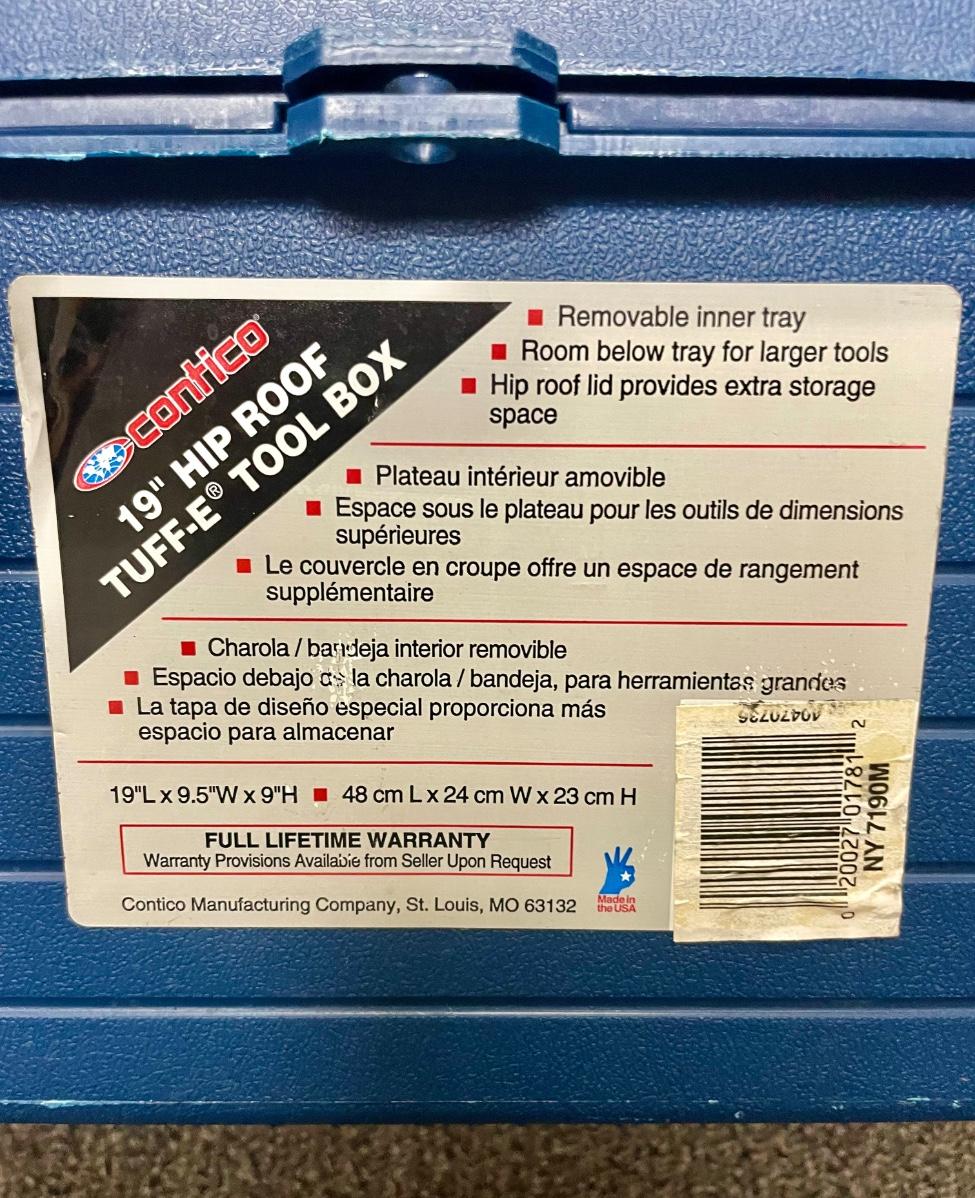 contico
19" HIP ROOF
TUFF-E® TOOL BOX
■ Removable inner tray
■ Room below tray for larger tools
■ Hip roof lid provides extra storage
space
■ Plateau intérieur amovible
■ Espace sous le plateau pour les outils de dimensions
supérieures
■ Le couvercle en croupe offre un espace de rangement
supplémentaire
■ Charola / bandeja interior removible
■ Espacio debajo de la charola / bandeja, para herramientas grandes
■ La tapa de diseño especial proporciona más
espacio para almacenar
19"L x 9.5"W x 9"H ■ 48 cm L x 24 cm W x 23 cm H
FULL LIFETIME WARRANTY
Warranty Provisions Available from Seller Upon Request
Contico Manufacturing Company, St. Louis, MO 63132
Made in
the USA
0 20027 01781 2
NY 7190M